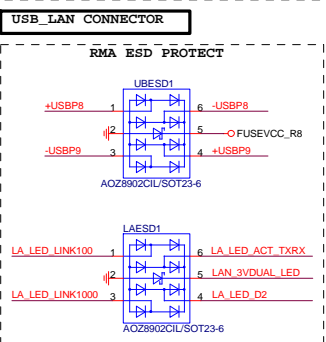 USB_LAN CONNECTOR
RMA ESD PROTECT
UBESD1
+USBP8 1 6 -USBP8
2 5 FUSEVCC_R8
-USBP9 3 4 +USBP9
AOZ8902CIL/SOT23-6
LAESD1
LA_LED_LINK100 1 6 LA_LED_ACT_TXRX
2 5 LAN_3VDUAL_LED
LA_LED_LINK1000 3 4 LA_LED_D2
AOZ8902CIL/SOT23-6